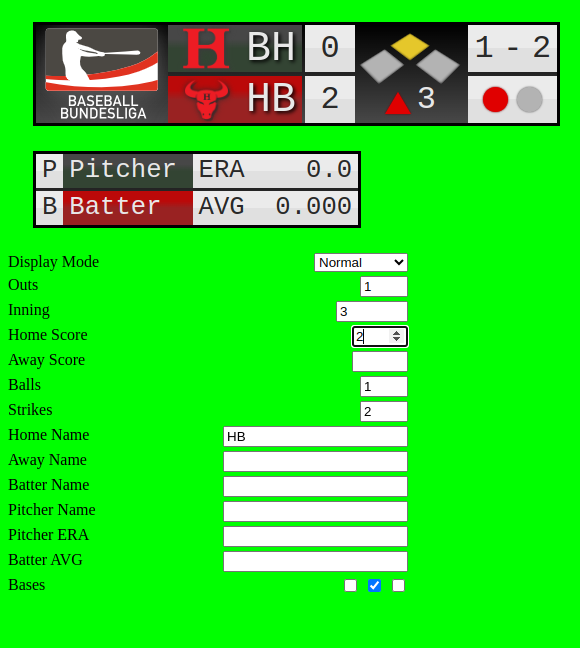 BASEBALL
BUNDESLIGA
H BH 0 1 - 2
H HB 2 3
P Pitcher ERA 0.0
B Batter AVG 0.000
Display Mode Normal
Outs 1
Inning 3
Home Score 2
Away Score
Balls 1
Strikes 2
Home Name HB
Away Name
Batter Name
Pitcher Name
Pitcher ERA
Batter AVG
Bases